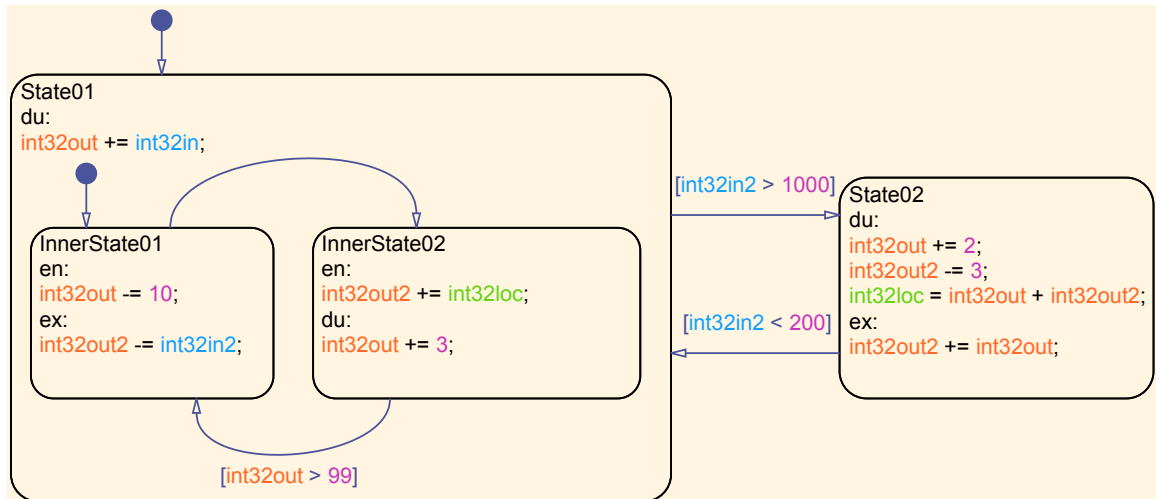 State01
du:
int32out += int32in;
InnerState01
en:
int32out -= 10;
ex:
int32out2 -= int32in2;
InnerState02
en:
int32out2 += int32loc;
du:
int32out += 3;
[int32out > 99]
[int32in2 > 1000]
[int32in2 < 200]
State02
du:
int32out += 2;
int32out2 -= 3;
int32loc = int32out + int32out2;
ex:
int32out2 += int32out;